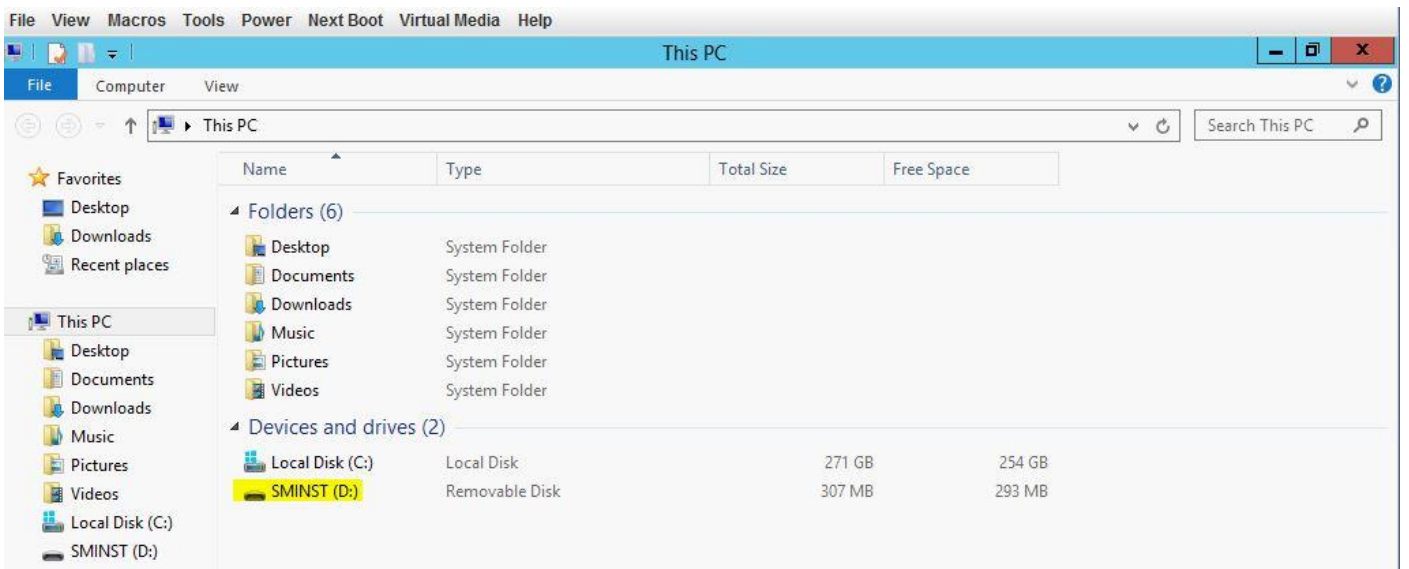 File View Macros Tools Power Next Boot Virtual Media Help
This PC
File Computer View
This PC
Search This PC
Favorites
Desktop
Downloads
Recent places
This PC
Desktop
Documents
Downloads
Music
Pictures
Videos
Local Disk (C:)
SMINST (D:)
Name Type Total Size Free Space
Folders (6)
Desktop System Folder
Documents System Folder
Downloads System Folder
Music System Folder
Pictures System Folder
Videos System Folder
Devices and drives (2)
Local Disk (C:) Local Disk 271 GB 254 GB
SMINST (D:) Removable Disk 307 MB 293 MB